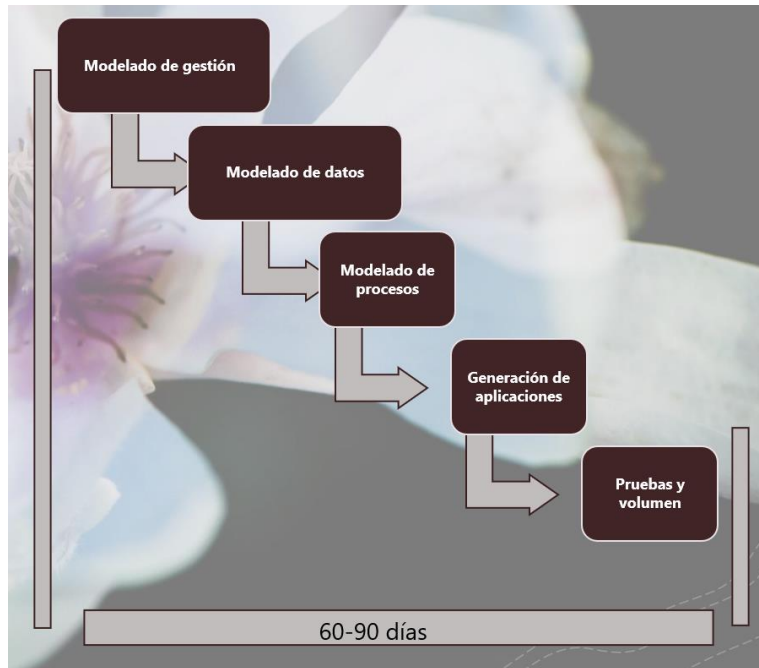 Modelado de gestión
Modelado de datos
Modelado de
procesos
Generación de
aplicaciones
Pruebas y
volumen
60-90 días